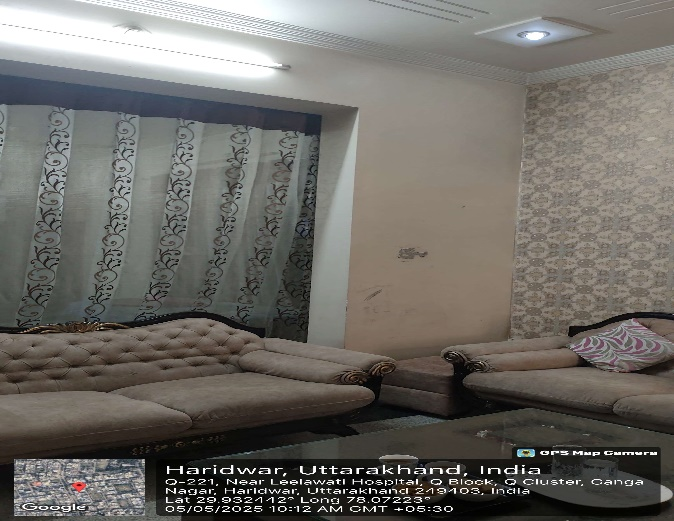 GPS Map Camera
Haridwar, Uttarakhand, India
Q-221, Near Leelawati Hospital, Q Block, Q Cluster, Ganga
Nagar, Haridwar, Uttarakhand 249403, India
Lat 29.932442° Long 78.07223°
05/05/2025 10:12 AM GMT +05:30
Google